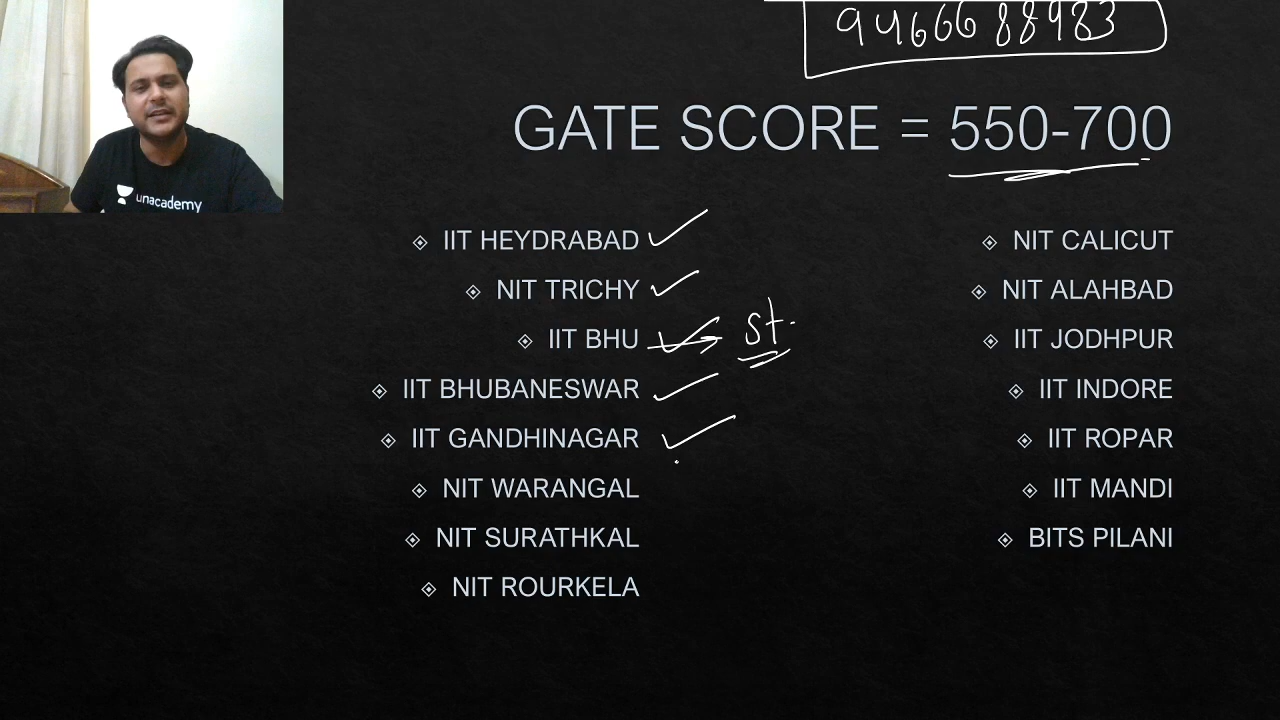 9466688983
GATE SCORE = 550-700
unacademy
IIT HEYDRABAD
NIT TRICHY
IIT BHU st.
IIT BHUBANESWAR
IIT GANDHINAGAR
NIT WARANGAL
NIT SURATHKAL
NIT ROURKELA
NIT CALICUT
NIT ALAHBAD
IIT JODHPUR
IIT INDORE
IIT ROPAR
IIT MANDI
BITS PILANI